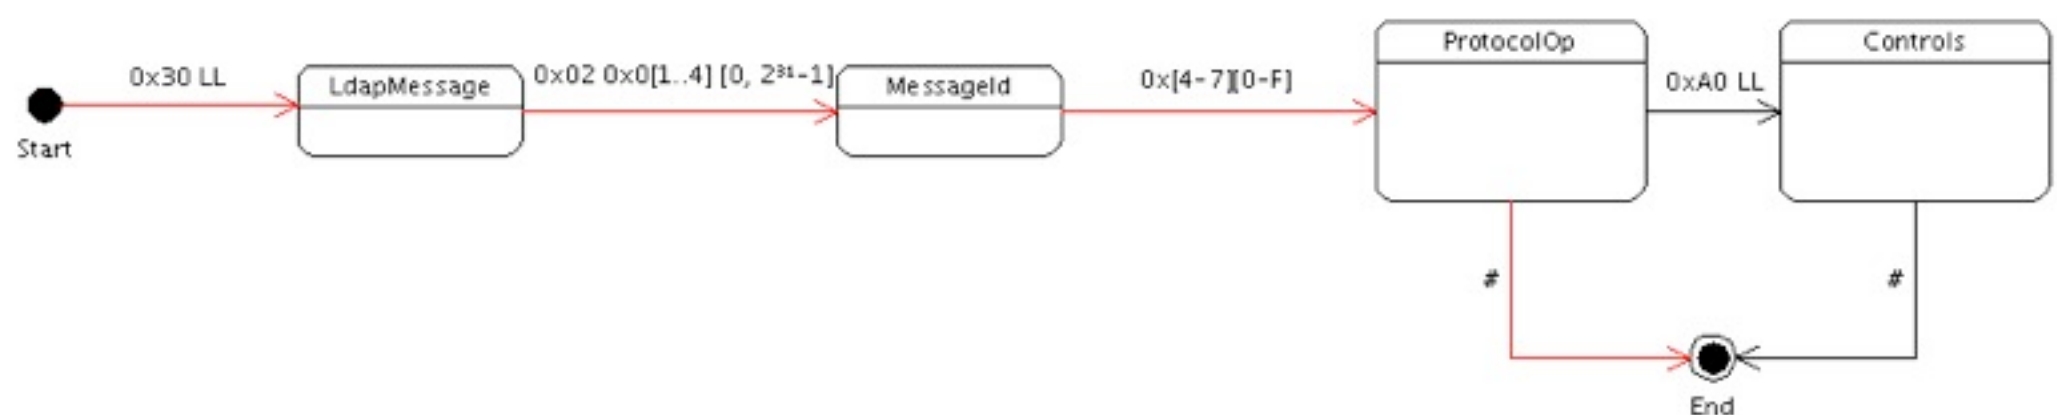 0x30 LL
Start
LdapMessage
0x02 0x0[1..4] [0, 2³¹-1]
MessageId
0x[4-7][0-F]
ProtocolOp
0xA0 LL
Controls
#
#
End